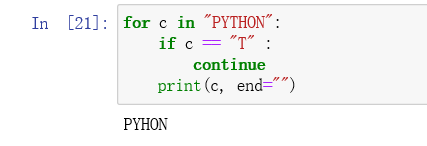 In [21]: for c in "PYTHON":
    if c == "T" :
        continue
    print(c, end="")
PYHON